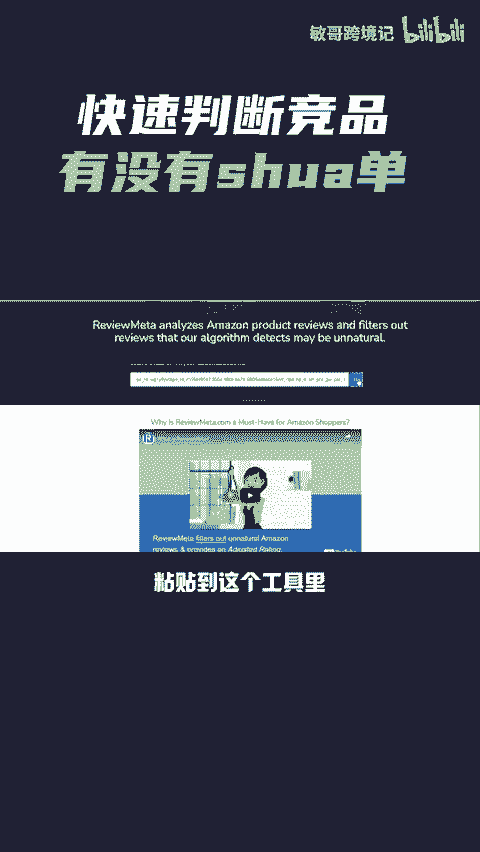 敏哥跨境记 bilibili
快速判断竞品
有没有shua单
ReviewMeta analyzes Amazon product reviews and filters out
reviews that our algorithm detects may be unnatural.
Why Is ReviewMeta.com a Must-Have for Amazon Shoppers?
ReviewMeta filters out unnatural Amazon
reviews & provides an Adjusted Rating.
粘贴到这个工具里